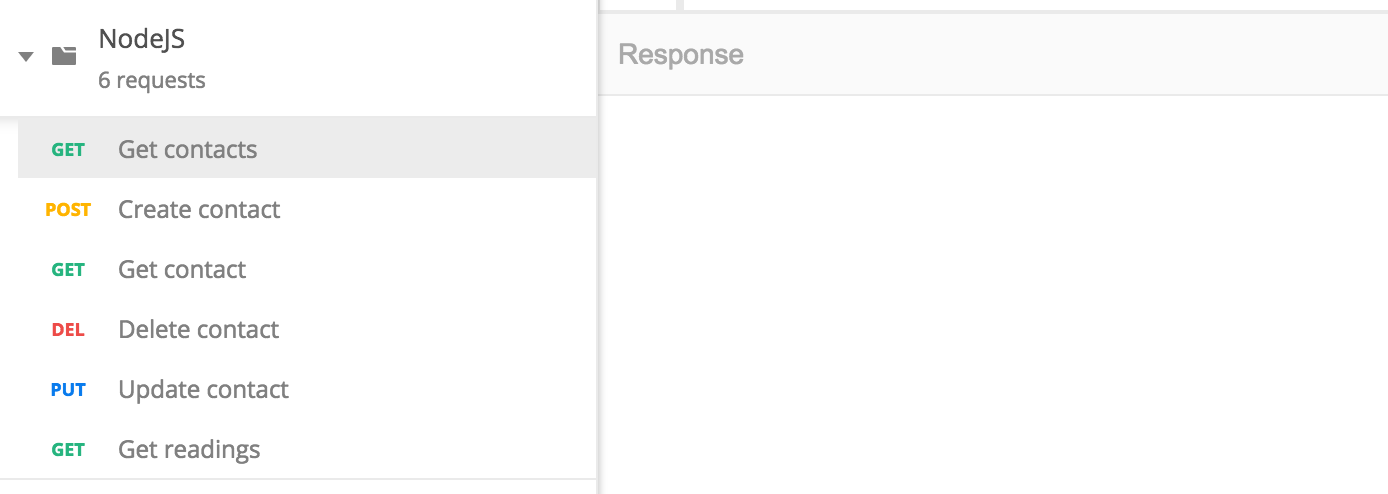 NodeJS
6 requests
Response
GET Get contacts
POST Create contact
GET Get contact
DEL Delete contact
PUT Update contact
GET Get readings